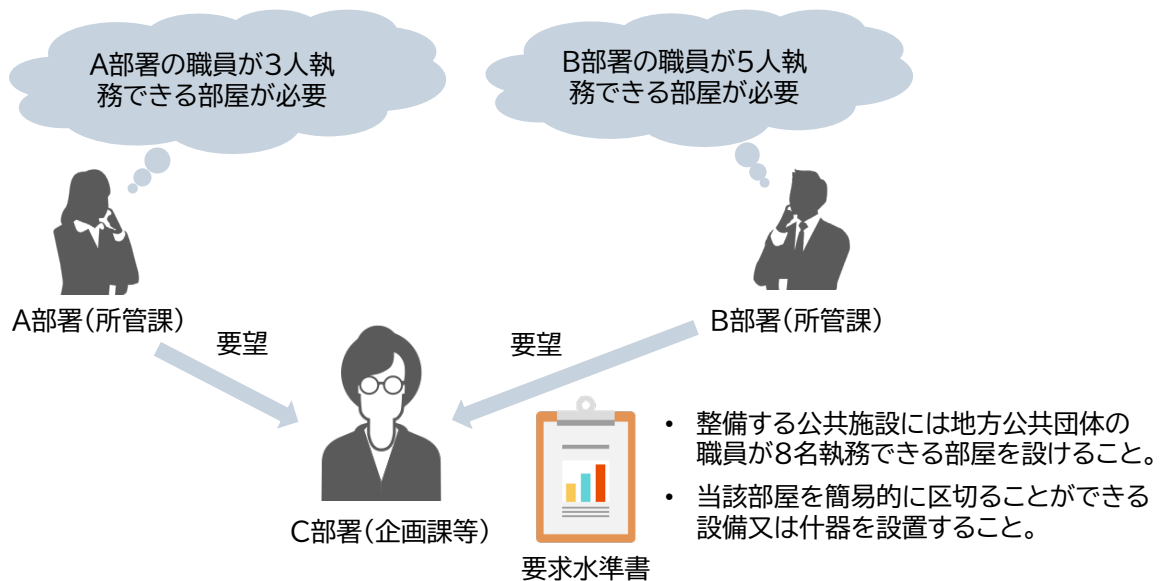 A部署の職員が3人執
務できる部屋が必要
B部署の職員が5人執
務できる部屋が必要
A部署(所管課)
B部署(所管課)
要望
要望
C部署(企画課等)
要求水準書
• 整備する公共施設には地方公共団体の
職員が8名執務できる部屋を設けること。
• 当該部屋を簡易的に区切ることができる
設備又は什器を設置すること。